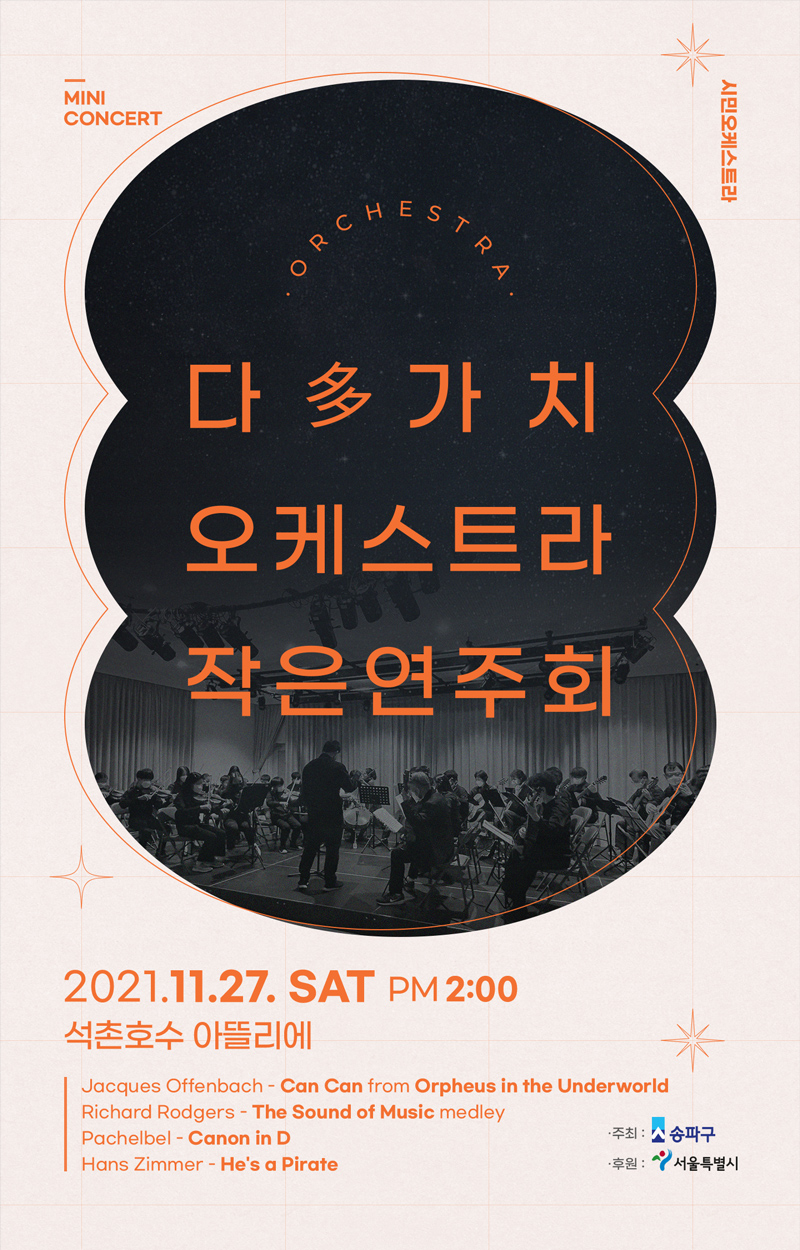 MINI
CONCERT
시민오케스트라
·ORCHESTRA·
다多가치
오케스트라
작은연주회
2021.11.27. SAT PM 2:00
석촌호수 아뜰리에
Jacques Offenbach - Can Can from Orpheus in the Underworld
Richard Rodgers - The Sound of Music medley
Pachelbel - Canon in D
Hans Zimmer - He's a Pirate
·주최 : 송파구
·후원 : 서울특별시